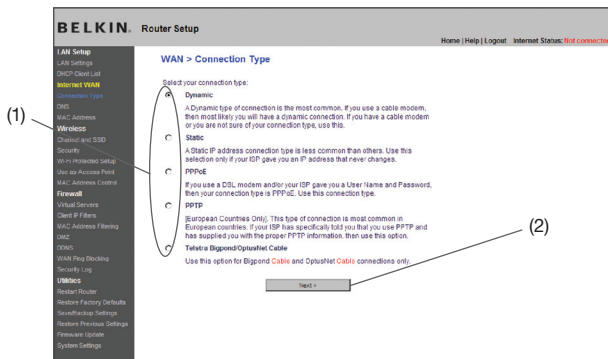 BELKIN. Router Setup
Home | Help | Logout Internet Status: Not connected
LAN Setup
LAN Settings
DHCP Client List
Internet WAN
Connection Type
DNS
MAC Address
Wireless
Channel and SSID
Security
Wi-Fi Protected Setup
Use as Access Point
MAC Address Control
Firewall
Virtual Servers
Client IP Filters
MAC Address Filtering
DMZ
DDNS
WAN Ping Blocking
Security Log
Utilities
Restart Router
Restore Factory Defaults
Save/Backup Settings
Restore Previous Settings
Firmware Update
System Settings
WAN > Connection Type
Select your connection type:
Dynamic
A Dynamic type of connection is the most common. If you use a cable modem,
then most likely you will have a dynamic connection. If you have a cable modem
or you are not sure of your connection type, use this.
Static
A Static IP address connection type is less common than others. Use this
selection only if your ISP gave you an IP address that never changes.
PPPoE
If you use a DSL modem and/or your ISP gave you a User Name and Password,
then your connection type is PPPoE. Use this connection type.
PPTP
[European Countries Only]. This type of connection is most common in
European countries. If your ISP has specifically told you that you use PPTP and
has supplied you with the proper PPTP information, then use this option.
Telstra Bigpond/OptusNet Cable
Use this option for Bigpond Cable and OptusNet Cable connections only.
Next >
(1)
(2)